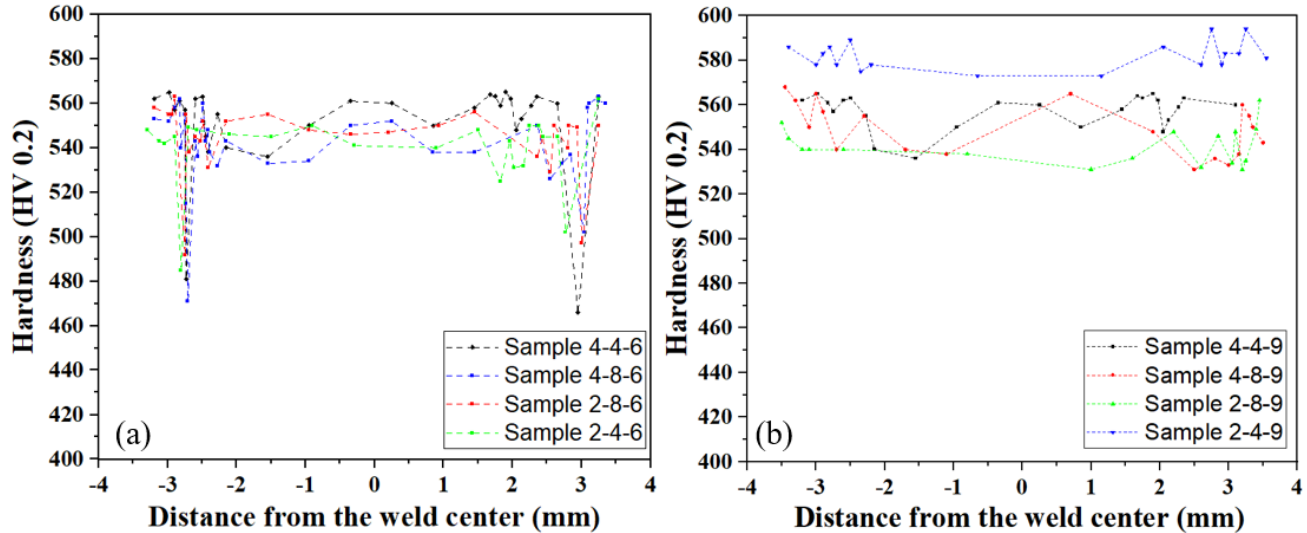 600
580
560
540
520
500
480
460
440
420
400
Hardness (HV 0.2)
-4 -3 -2 -1 0 1 2 3 4
Distance from the weld center (mm)
Sample 4-4-6
Sample 4-8-6
Sample 2-8-6
Sample 2-4-6
(a)
600
580
560
540
520
500
480
460
440
420
400
Hardness (HV 0.2)
-4 -3 -2 -1 0 1 2 3 4
Distance from the weld center (mm)
Sample 4-4-9
Sample 4-8-9
Sample 2-8-9
Sample 2-4-9
(b)